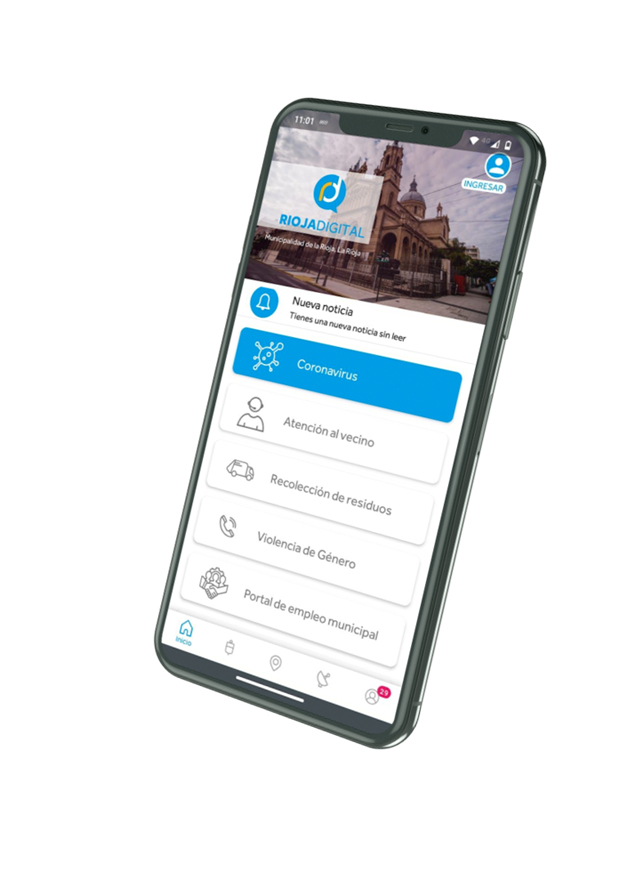 11:01
4G
INGRESAR
RIOJADIGITAL
Municipalidad de la Rioja, La Rioja
Nueva noticia
Tienes una nueva noticia sin leer
Coronavirus
Atención al vecino
Recolección de residuos
Violencia de Género
Portal de empleo municipal
Inicio
29